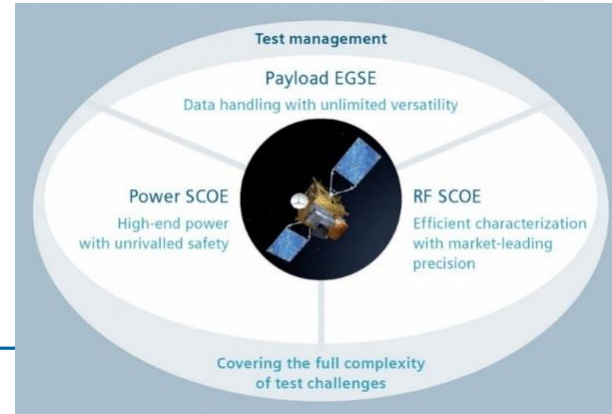 Test management
Payload EGSE
Data handling with unlimited versatility
Power SCOE
High-end power
with unrivalled safety
RF SCOE
Efficient characterization
with market-leading
precision
Covering the full complexity
of test challenges